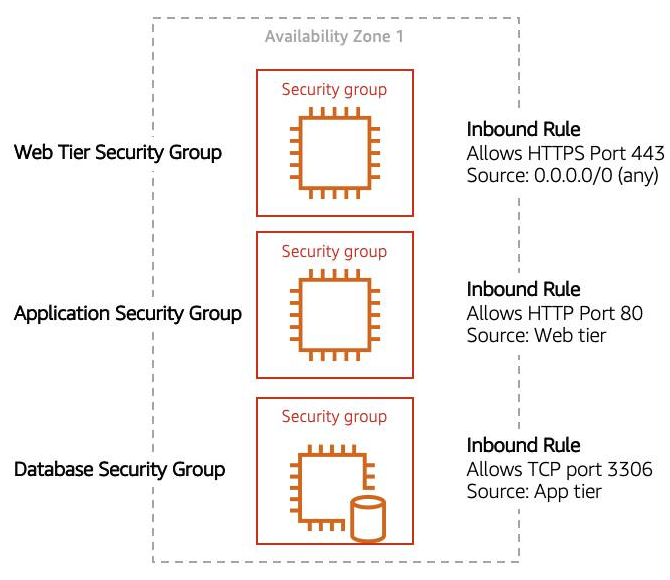 Availability Zone 1
Security group
Web Tier Security Group
Inbound Rule
Allows HTTPS Port 443
Source: 0.0.0.0/0 (any)
Security group
Application Security Group
Inbound Rule
Allows HTTP Port 80
Source: Web tier
Security group
Database Security Group
Inbound Rule
Allows TCP port 3306
Source: App tier